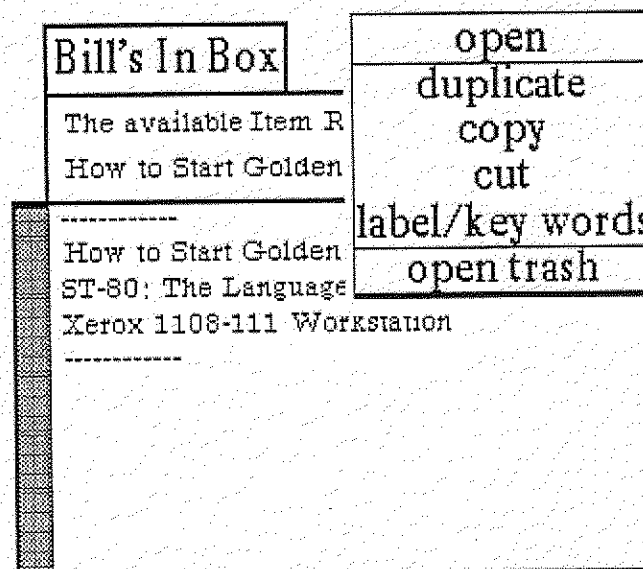 Bill's In Box
The available Item R
How to Start Golden
------------
How to Start Golden
ST-80: The Language
Xerox 1108-111 Workstation
------------
open
duplicate
copy
cut
label/key words
open trash